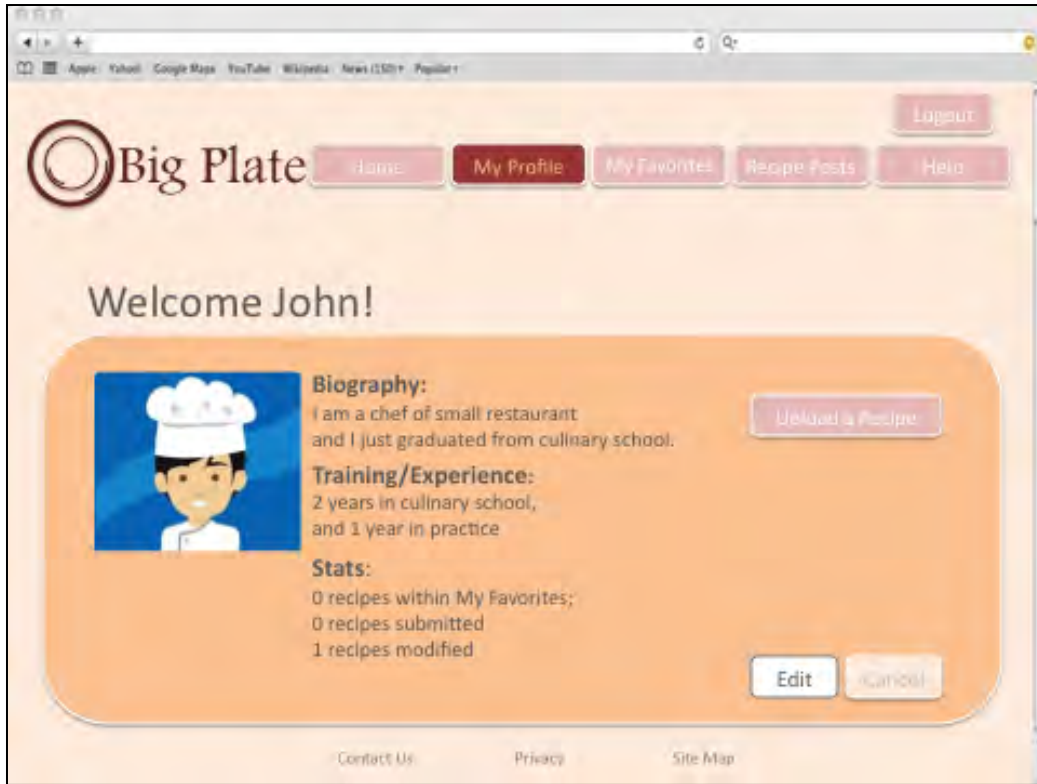 Apple Yahoo! Google Maps YouTube Wikipedia News (150) Popular
Logout
Big Plate
Home My Profile My Favorites Recipe Posts Help
Welcome John!
Biography:
I am a chef of small restaurant
and I just graduated from culinary school.
Upload a Recipe
Training/Experience:
2 years in culinary school,
and 1 year in practice
Stats:
0 recipes within My Favorites;
0 recipes submitted
1 recipes modified
Edit Cancel
Contact Us Privacy Site Map